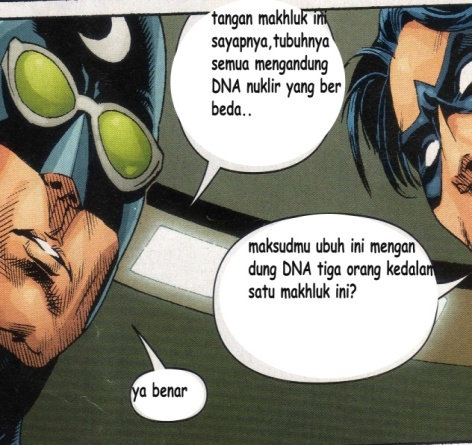 tangan makhluk ini
sayapnya,tubuhnya
semua mengandung
DNA nuklir yang ber
beda..
maksudmu ubuh ini mengan
dung DNA tiga orang kedalam
satu makhluk ini?
ya benar